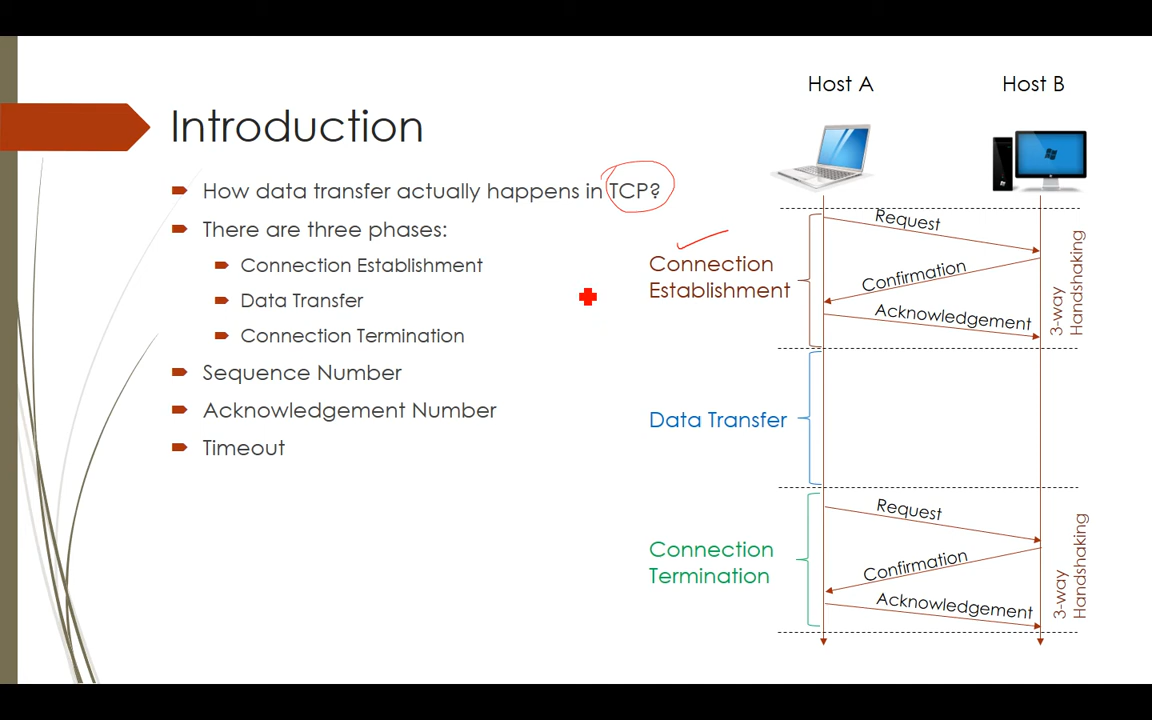 Introduction
How data transfer actually happens in TCP?
There are three phases:
Connection Establishment
Data Transfer
Connection Termination
Sequence Number
Acknowledgement Number
Timeout
Host A
Host B
Connection
Establishment
Request
Confirmation
Acknowledgement
3-way
Handshaking
Data Transfer
Connection
Termination
Request
Confirmation
Acknowledgement
3-way
Handshaking